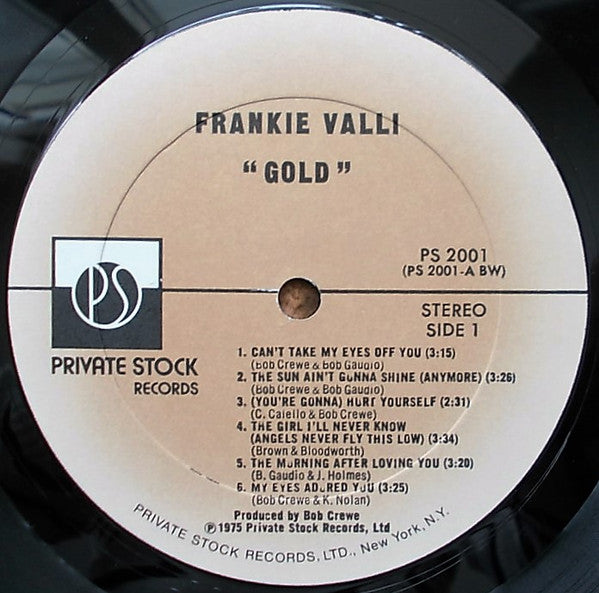 FRANKIE VALLI
"GOLD"
PS 2001
(PS 2001-A BW)
PS
PRIVATE STOCK
RECORDS
STEREO
SIDE 1
1. CAN'T TAKE MY EYES OFF YOU (3:15)
(Bob Crewe & Bob Gaudio)
2. THE SUN AIN'T GONNA SHINE (ANYMORE) (3:26)
(Bob Crewe & Bob Gaudio)
3. (YOU'RE GONNA) HURT YOURSELF (2:31)
(C. Calello & Bob Crewe)
4. THE GIRL I'LL NEVER KNOW
(ANGELS NEVER FLY THIS LOW) (3:34)
(Brown & Bloodworth)
5. THE MORNING AFTER LOVING YOU (3:20)
(B. Gaudio & J. Holmes)
6. MY EYES ADORED YOU (3:25)
(Bob Crewe & K. Nolan)
Produced by Bob Crewe
℗ 1975 Private Stock Records, Ltd
PRIVATE STOCK RECORDS, LTD., New York, N.Y.